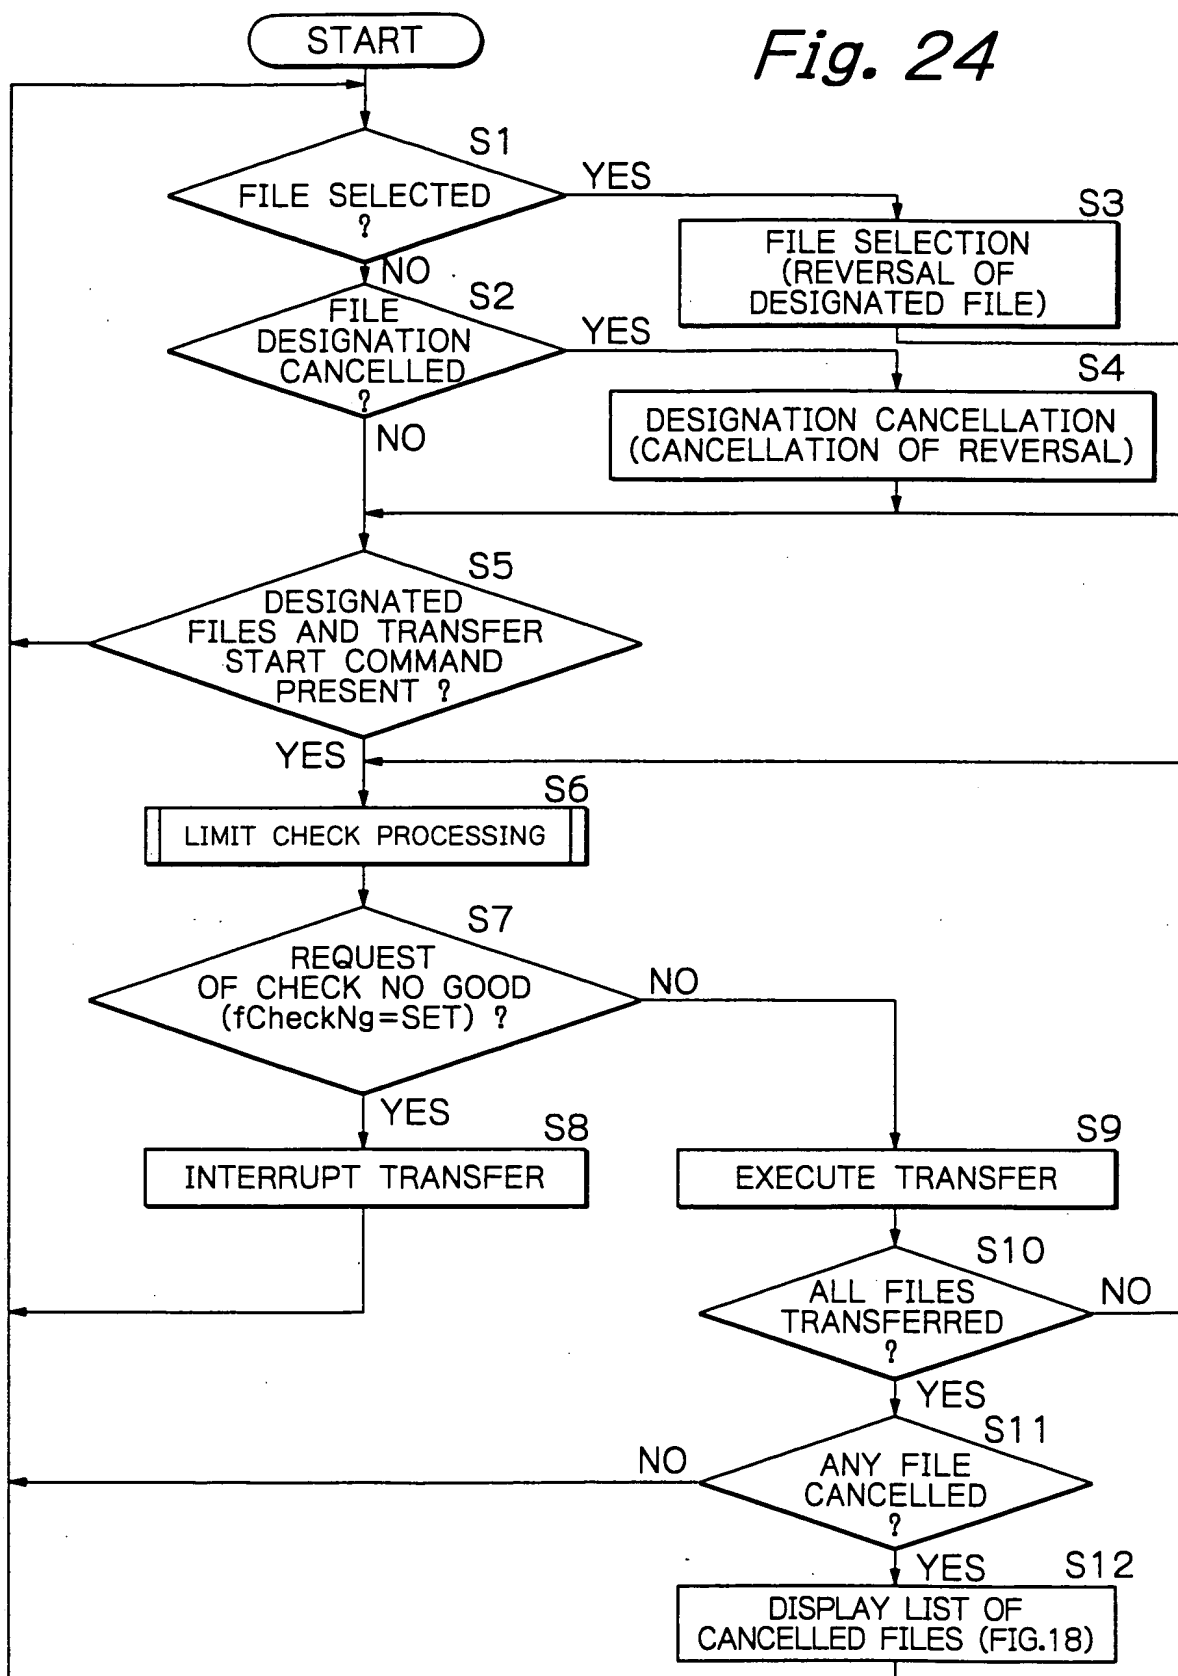 START
Fig. 24
S1
FILE SELECTED
?
YES
NO
S3
FILE SELECTION
(REVERSAL OF
DESIGNATED FILE)
S2
FILE
DESIGNATION
CANCELLED
?
YES
NO
S4
DESIGNATION CANCELLATION
(CANCELLATION OF REVERSAL)
S5
DESIGNATED
FILES AND TRANSFER
START COMMAND
PRESENT ?
YES
S6
LIMIT CHECK PROCESSING
S7
REQUEST
OF CHECK NO GOOD
(fCheckNg=SET) ?
NO
YES
S8
INTERRUPT TRANSFER
S9
EXECUTE TRANSFER
S10
ALL FILES
TRANSFERRED
?
NO
YES
S11
ANY FILE
CANCELLED
?
NO
YES
S12
DISPLAY LIST OF
CANCELLED FILES (FIG.18)